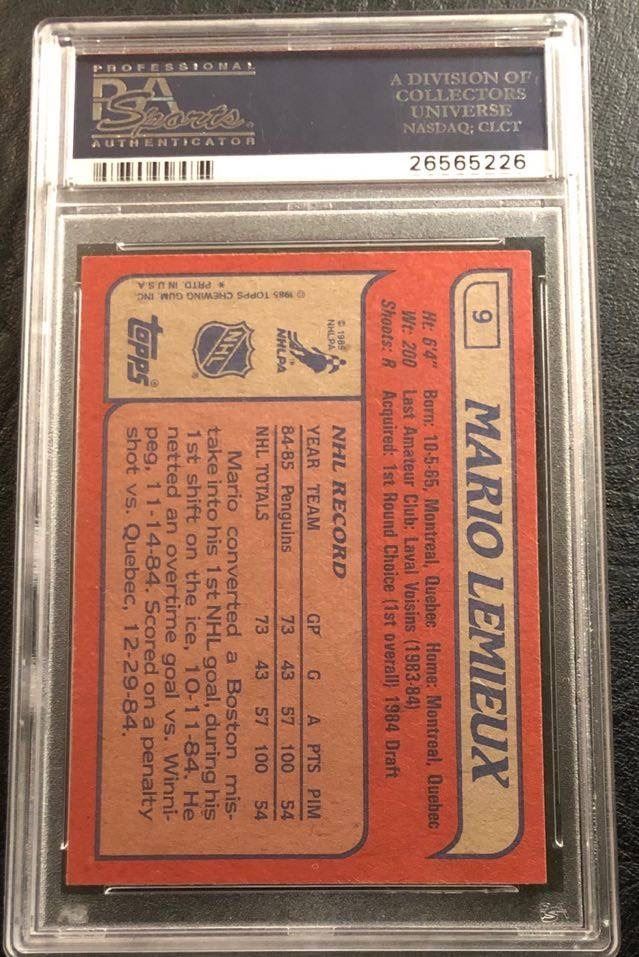 PROFESSIONAL
PSA
Sports
AUTHENTICATOR
A DIVISION OF
COLLECTORS
UNIVERSE
NASDAQ; CLCT
26565226
9
MARIO LEMIEUX
Ht: 6'4" Born: 10-5-65, Montreal, Quebec Home: Montreal, Quebec
Wt: 200 Last Amateur Club: Laval Voisins (1983-84)
Shoots: R Acquired: 1st Round Choice (1st overall) 1984 Draft
© 1985
NHLPA
NHLPA
NHL
topps®
© 1985 TOPPS CHEWING GUM, INC.
* PRTD. IN U.S.A.
NHL RECORD
YEAR TEAM GP G A PTS PIM
84-85 Penguins 73 43 57 100 54
NHL TOTALS 73 43 57 100 54
Mario converted a Boston mis-
take into his 1st NHL goal, during his
1st shift on the ice, 10-11-84. He
netted an overtime goal vs. Winni-
peg, 11-14-84. Scored on a penalty
shot vs. Quebec, 12-29-84.